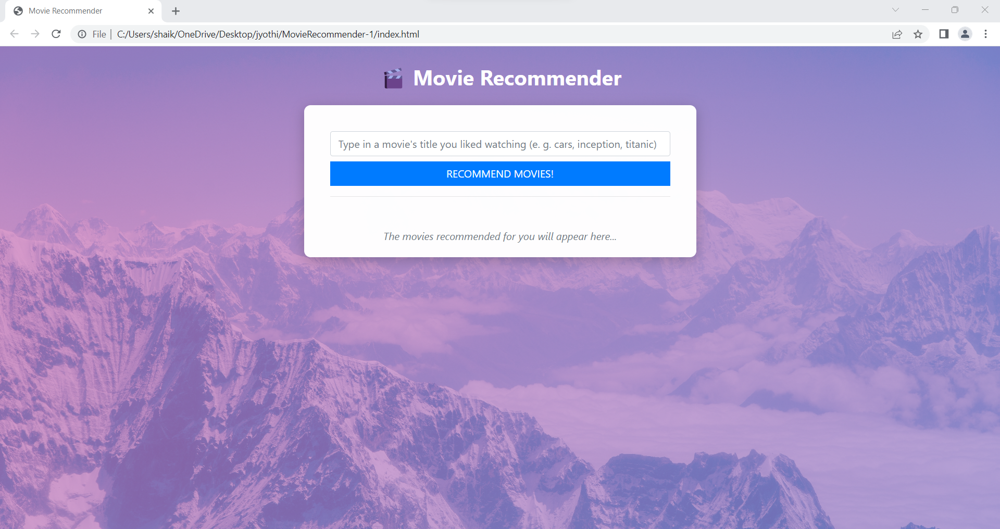 Movie Recommender
File C:/Users/shaik/OneDrive/Desktop/jyothi/MovieRecommender-1/index.html
Movie Recommender
Type in a movie's title you liked watching (e. g. cars, inception, titanic)
RECOMMEND MOVIES!
The movies recommended for you will appear here...